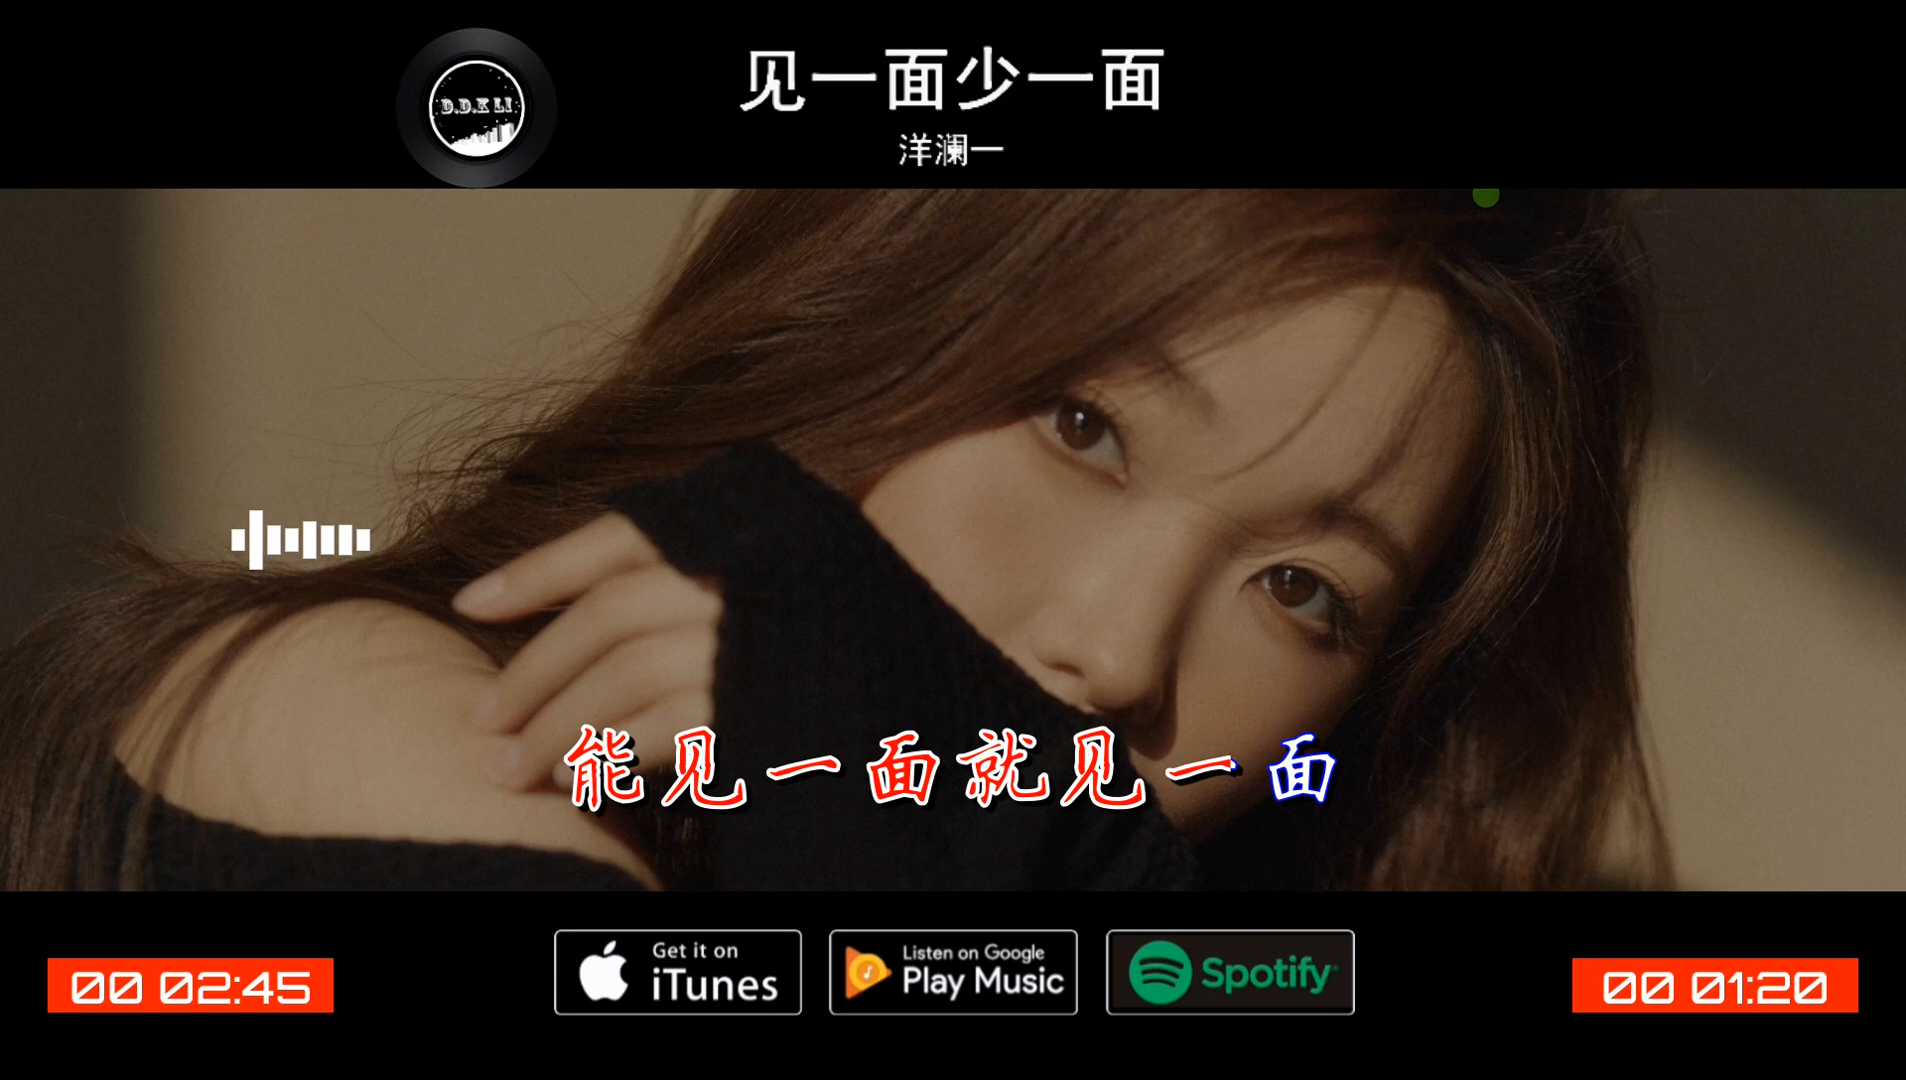 D.D.K LI
见一面少一面
洋澜一
能见一面就见一面
Get it on
iTunes
Listen on Google
Play Music
Spotify
00 02:45
00 01:20